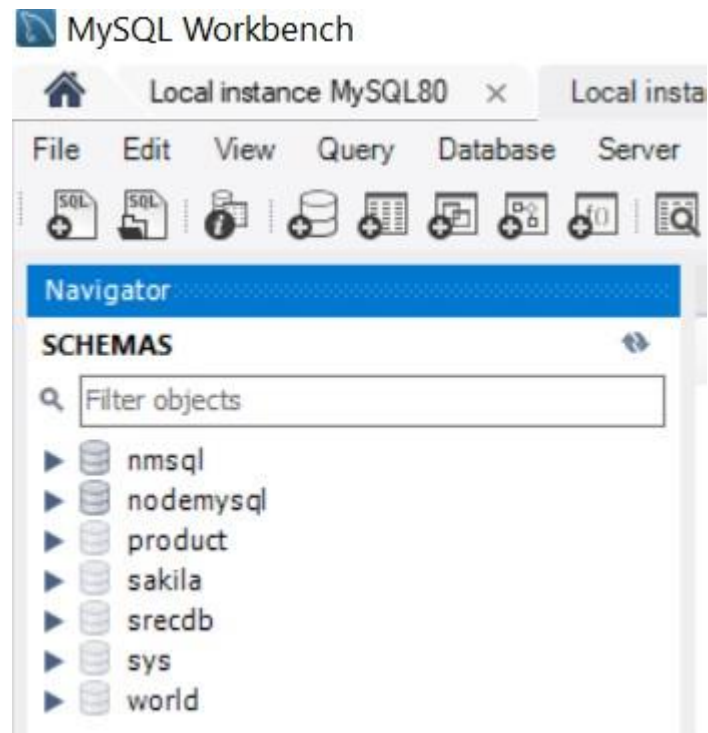 MySQL Workbench
Local instance MySQL80 × Local insta
File Edit View Query Database Server
SQL SQL i f()
Navigator
SCHEMAS
Filter objects
nmsql
nodemysql
product
sakila
srecdb
sys
world